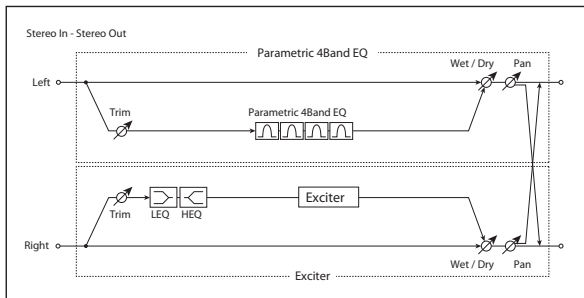 Stereo In - Stereo Out
Parametric 4Band EQ
Wet / Dry
Pan
Left
Trim
Parametric 4Band EQ
Exciter
Trim
LEQ
HEQ
Right
Wet / Dry
Pan
Exciter